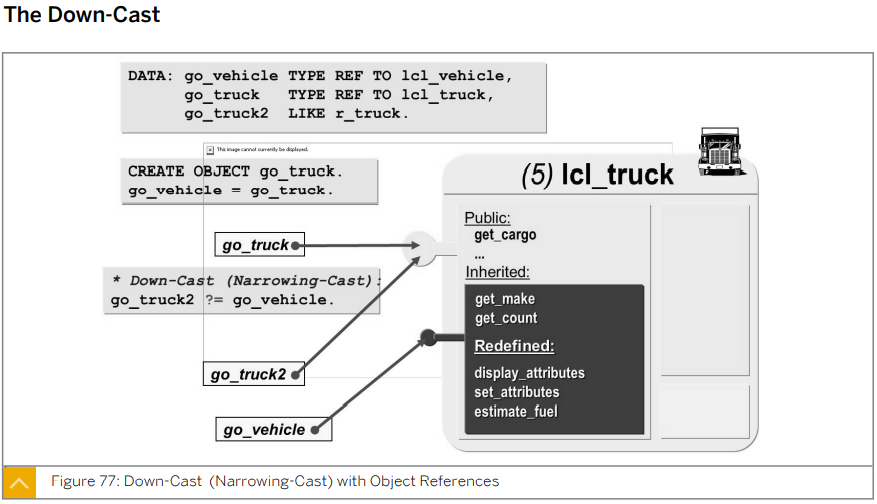 The Down-Cast
DATA: go_vehicle TYPE REF TO lcl_vehicle,
go_truck TYPE REF TO lcl_truck,
go_truck2 LIKE r_truck.
This image cannot currently be displayed.
CREATE OBJECT go_truck.
go_vehicle = go_truck.
(5) lcl_truck
Public:
get_cargo
...
Inherited:
get_make
get_count
Redefined:
display_attributes
set_attributes
estimate_fuel
go_truck
* Down-Cast (Narrowing-Cast):
go_truck2 ?= go_vehicle.
go_truck2
go_vehicle
Figure 77: Down-Cast (Narrowing-Cast) with Object References